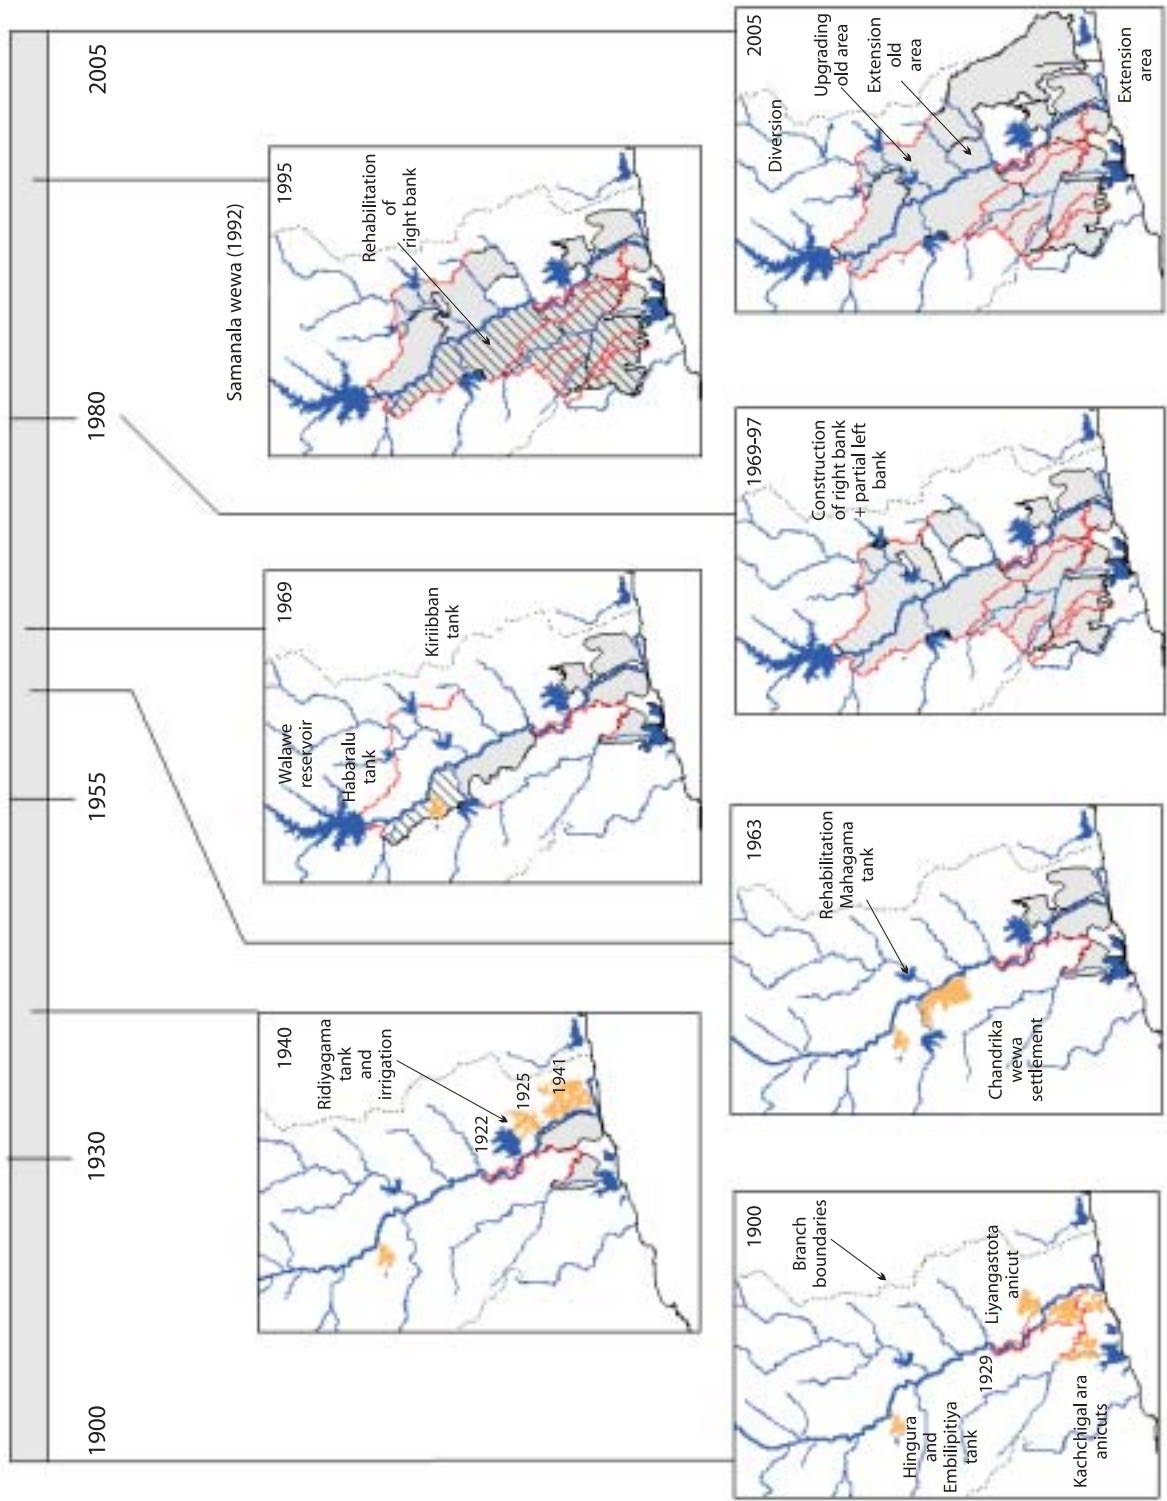 1900
1930
1955
1980
2005
1940
Ridiyagama
tank
and
irrigation
1922
1925
1941
1969
Walawe
reservoir
Habaralu
tank
Kiriibban
tank
Samanala wewa (1992)
1995
Rehabilitation
of
right bank
1900
Branch
boundaries
Liyangastota
anicut
1929
Hingura
and
Embilipitiya
tank
Kachchigal ara
anicuts
1963
Rehabilitation
Mahagama
tank
Chandrika
wewa
settlement
1969-97
Construction
of right bank
+ partial left
bank
2005
Diversion
Upgrading
old area
Extension
old
area
Extension
area